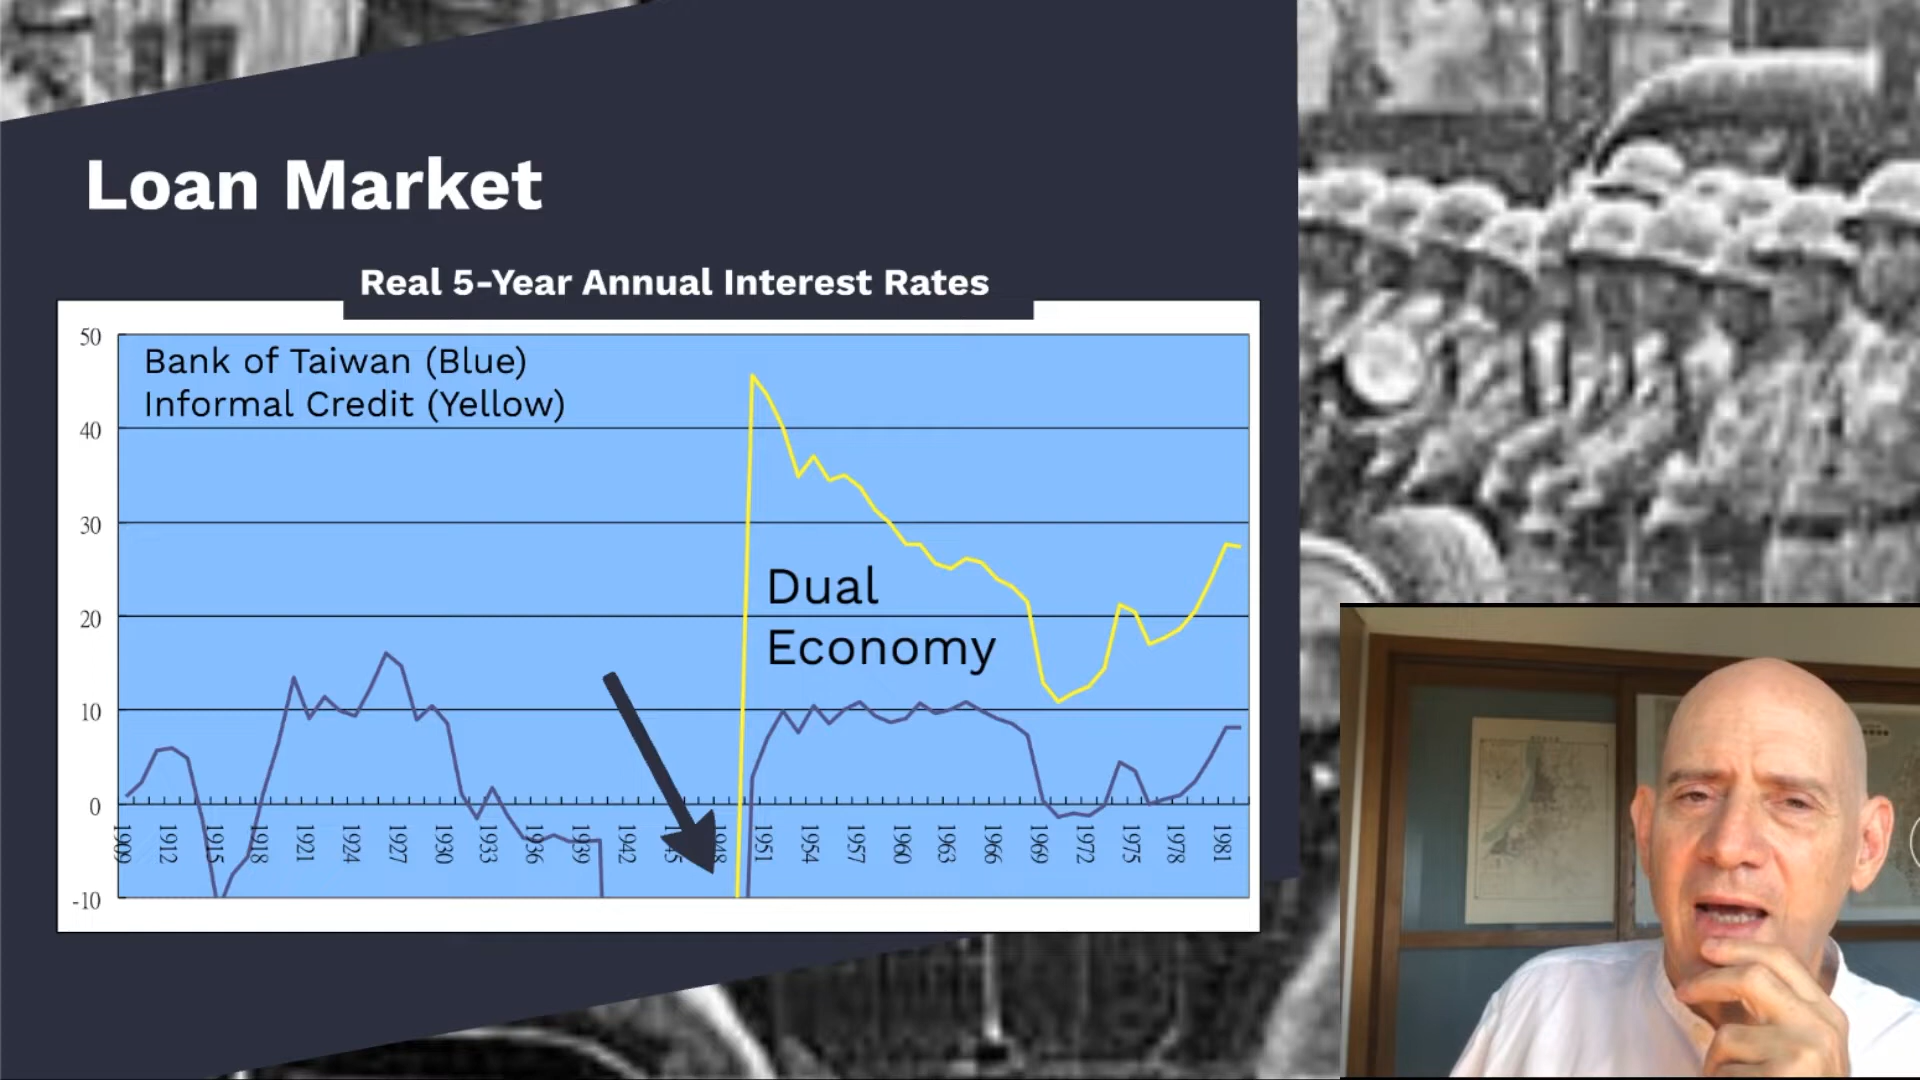 Loan Market
Real 5-Year Annual Interest Rates
50
Bank of Taiwan (Blue)
Informal Credit (Yellow)
40
30
Dual
Economy
20
10
0
1909 1912 1915 1918 1921 1924 1927 1930 1933 1936 1939 1942 1948 1951 1954 1957 1960 1963 1966 1969 1972 1975 1978 1981
-10